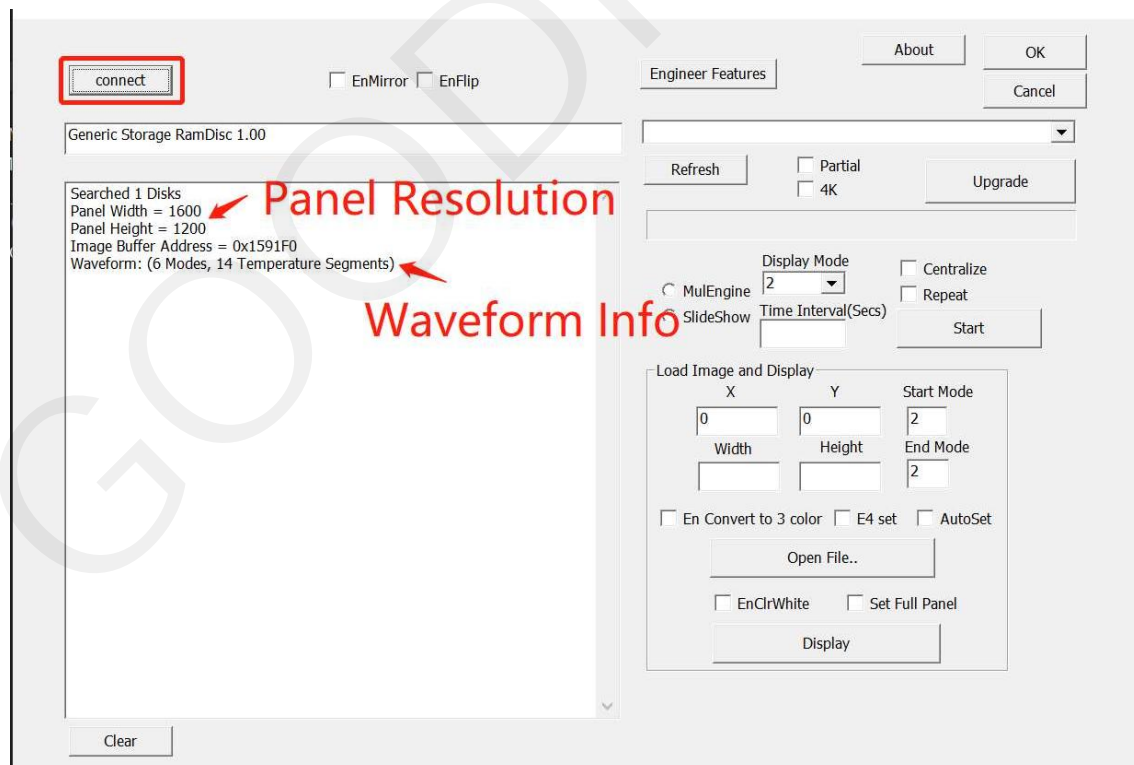 connect
EnMirror
EnFlip
Engineer Features
About
OK
Cancel
Generic Storage RamDisc 1.00
Refresh
Partial
4K
Upgrade
Searched 1 Disks
Panel Width = 1600
Panel Height = 1200
Image Buffer Address = 0x1591F0
Waveform: (6 Modes, 14 Temperature Segments)
Panel Resolution
Waveform Info
Display Mode
MulEngine
2
Centralize
Repeat
SlideShow
Time Interval(Secs)
Start
Load Image and Display
X
Y
Start Mode
0
0
2
Width
Height
End Mode
2
En Convert to 3 color
E4 set
AutoSet
Open File..
EnClrWhite
Set Full Panel
Display
Clear
GOOD